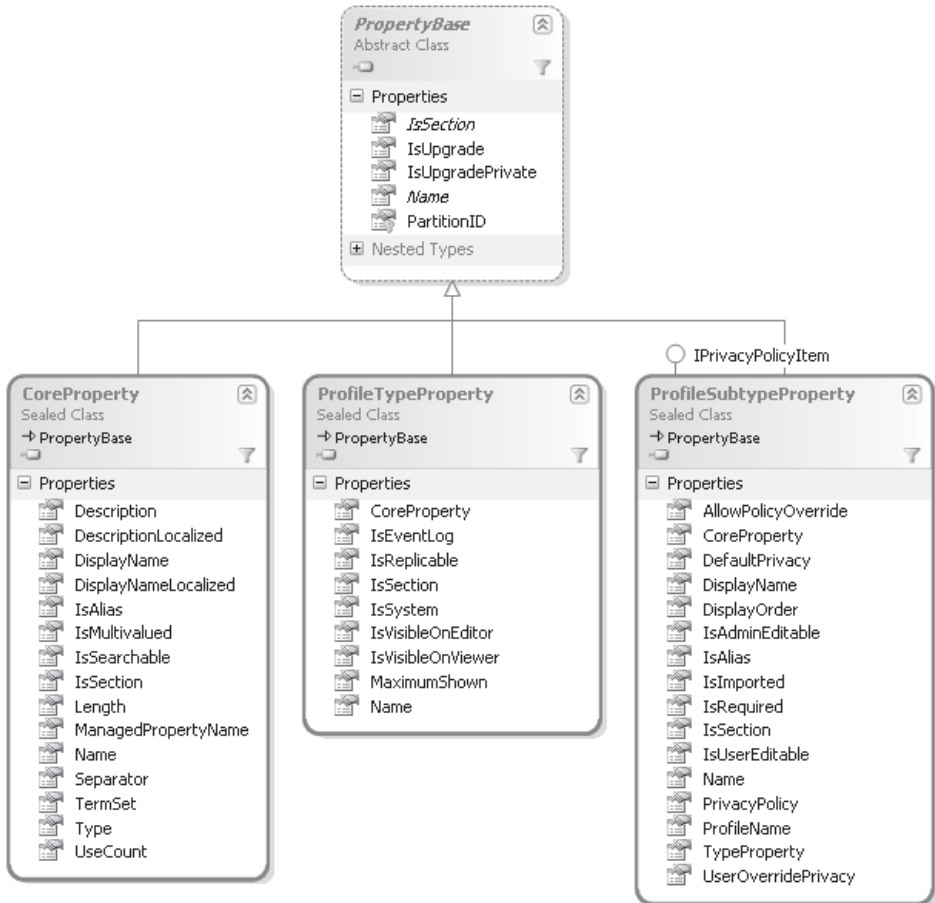 PropertyBase
Abstract Class
Properties
IsSection
IsUpgrade
IsUpgradePrivate
Name
PartitionID
Nested Types
IPrivacyPolicyItem
CoreProperty
Sealed Class
PropertyBase
Properties
Description
DescriptionLocalized
DisplayName
DisplayNameLocalized
IsAlias
IsMultivalued
IsSearchable
IsSection
Length
ManagedPropertyName
Name
Separator
TermSet
Type
UseCount
ProfileTypeProperty
Sealed Class
PropertyBase
Properties
CoreProperty
IsEventLog
IsReplicable
IsSection
IsSystem
IsVisibleOnEditor
IsVisibleOnViewer
MaximumShown
Name
ProfileSubtypeProperty
Sealed Class
PropertyBase
Properties
AllowPolicyOverride
CoreProperty
DefaultPrivacy
DisplayName
DisplayOrder
IsAdminEditable
IsAlias
IsImported
IsRequired
IsSection
IsUserEditable
Name
PrivacyPolicy
ProfileName
TypeProperty
UserOverridePrivacy